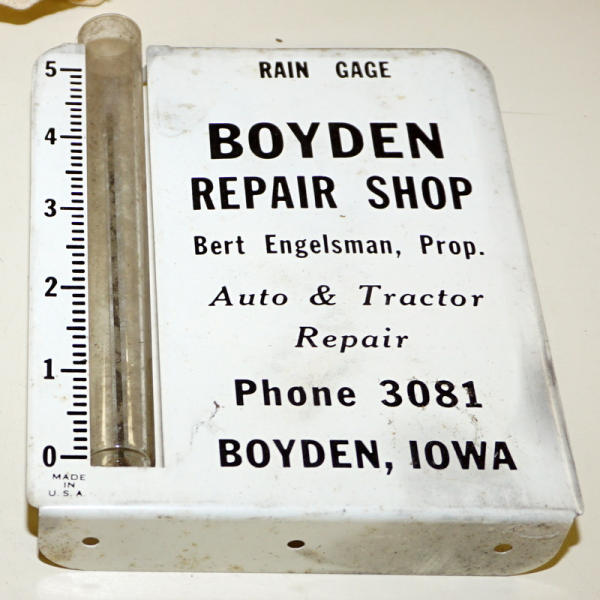 RAIN GAGE
BOYDEN
REPAIR SHOP
Bert Engelsman, Prop.
Auto & Tractor
Repair
Phone 3081
BOYDEN, IOWA
5
4
3
2
1
0
MADE
IN
U.S.A.